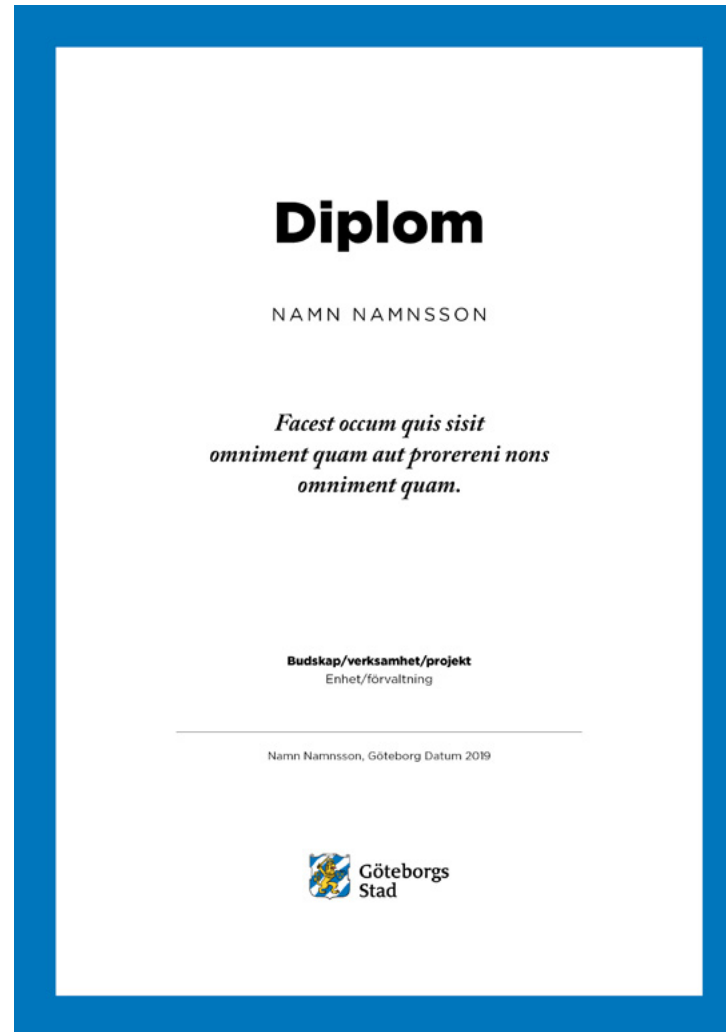 Diplom
NAMN NAMNSSON
Facest occum quis sisit
omniment quam aut prorereni nons
omniment quam.
Budskap/verksamhet/projekt
Enhet/förvaltning
Namn Namnsson, Göteborg Datum 2019
Göteborgs
Stad